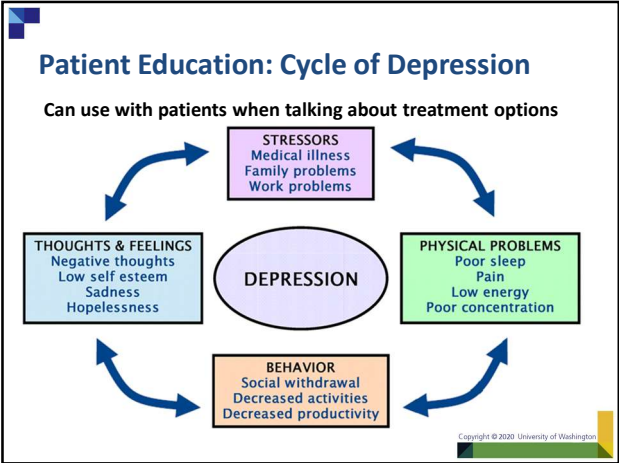 Patient Education: Cycle of Depression
Can use with patients when talking about treatment options
STRESSORS
Medical illness
Family problems
Work problems
THOUGHTS & FEELINGS
Negative thoughts
Low self esteem
Sadness
Hopelessness
DEPRESSION
PHYSICAL PROBLEMS
Poor sleep
Pain
Low energy
Poor concentration
BEHAVIOR
Social withdrawal
Decreased activities
Decreased productivity
Copyright © 2020 University of Washington